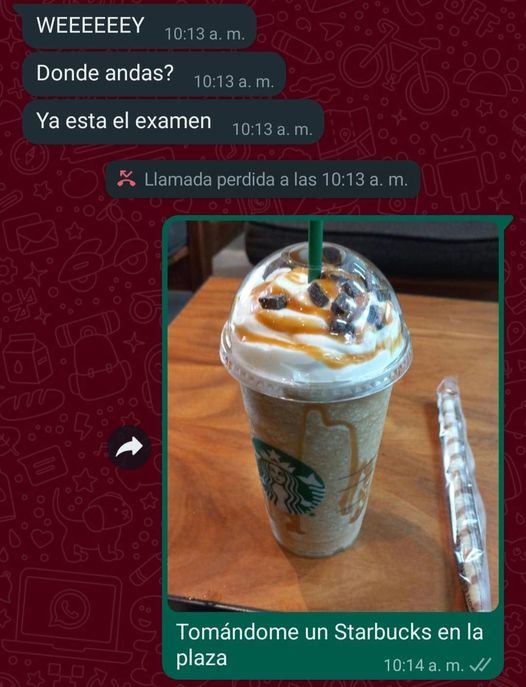 WEEEEEEY 10:13 a. m.
Donde andas? 10:13 a. m.
Ya esta el examen 10:13 a. m.
Llamada perdida a las 10:13 a. m.
Tomándome un Starbucks en la
plaza 10:14 a. m.